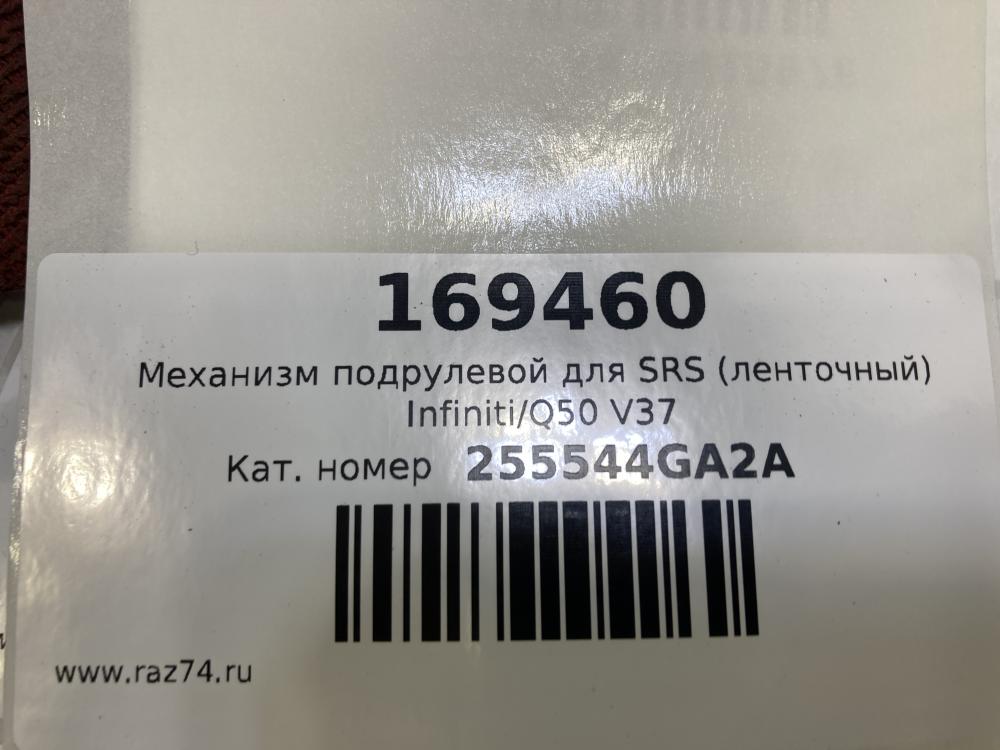 169460
Механизм подрулевой для SRS (ленточный)
Infiniti/Q50 V37
Кат. номер 255544GA2A
www.raz74.ru